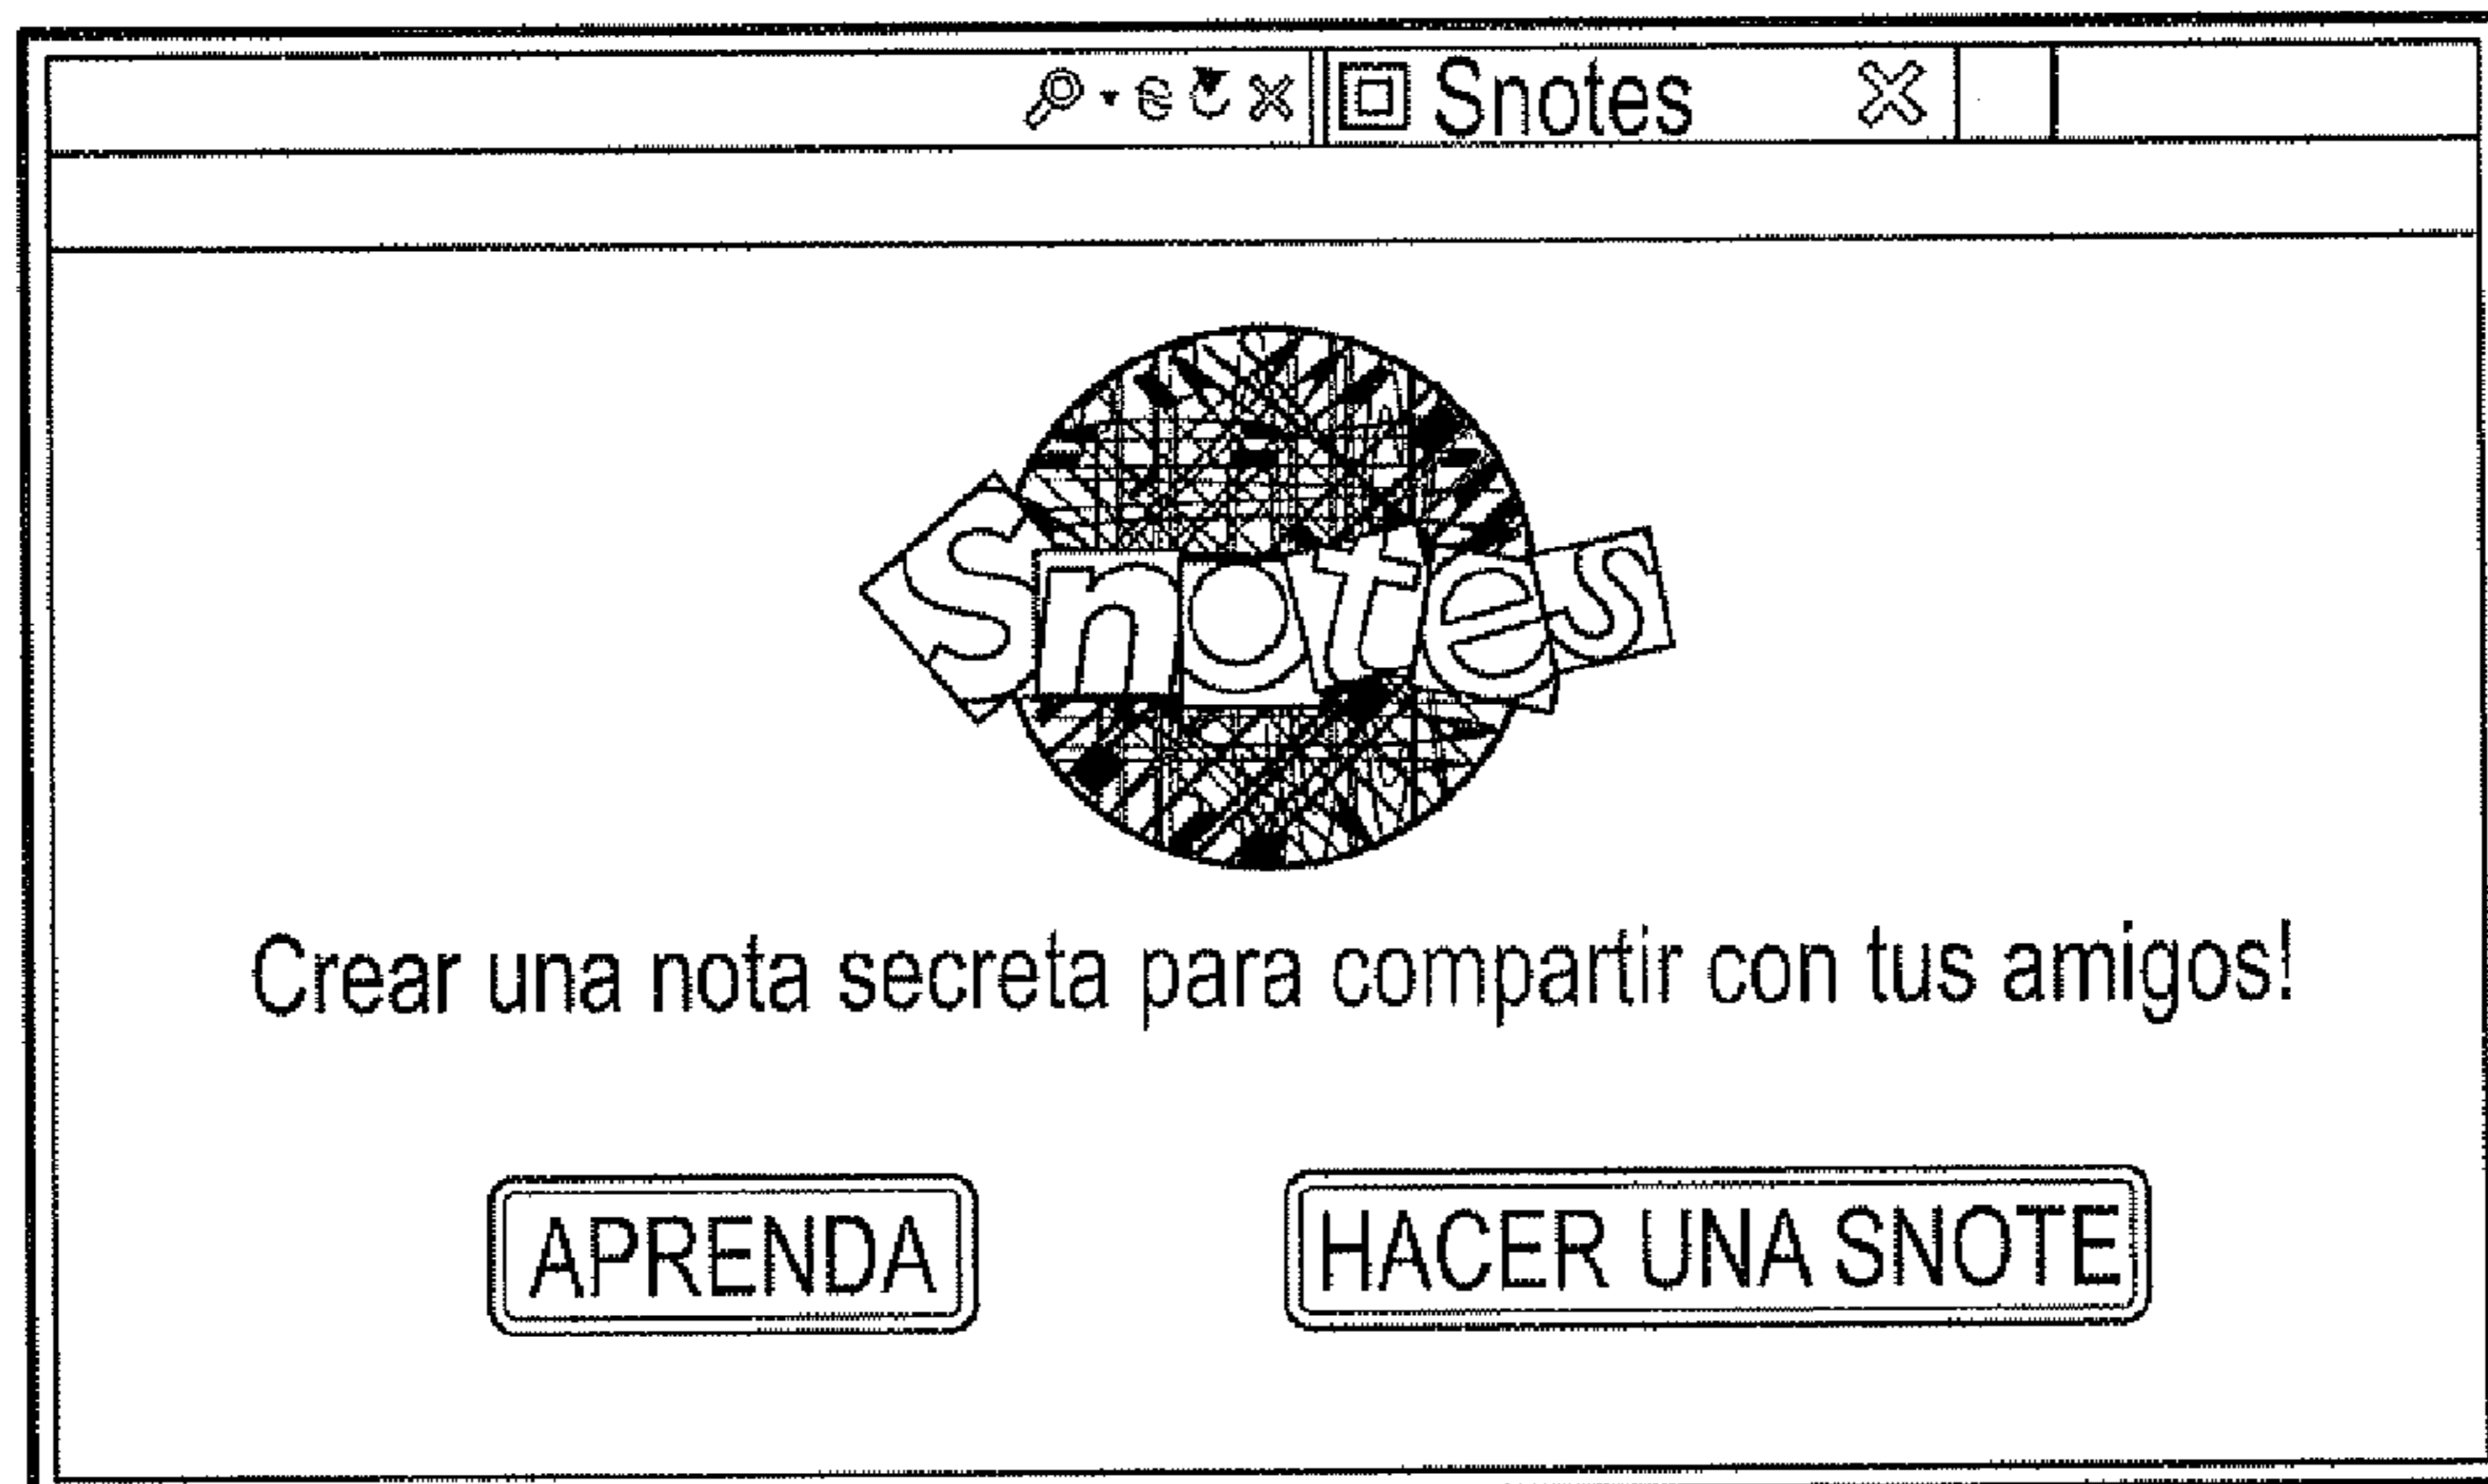 Snotes
Snotes
Crear una nota secreta para compartir con tus amigos!
APRENDA
HACER UNA SNOTE